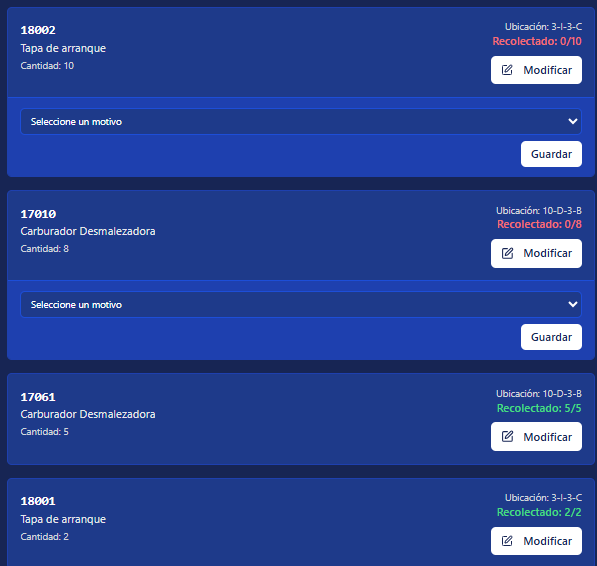 18002
Ubicación: 3-I-3-C
Tapa de arranque
Recolectado: 0/10
Cantidad: 10
Modificar
Seleccione un motivo
Guardar
17010
Ubicación: 10-D-3-B
Carburador Desmalezadora
Recolectado: 0/8
Cantidad: 8
Modificar
Seleccione un motivo
Guardar
17061
Ubicación: 10-D-3-B
Carburador Desmalezadora
Recolectado: 5/5
Cantidad: 5
Modificar
18001
Ubicación: 3-I-3-C
Tapa de arranque
Recolectado: 2/2
Cantidad: 2
Modificar